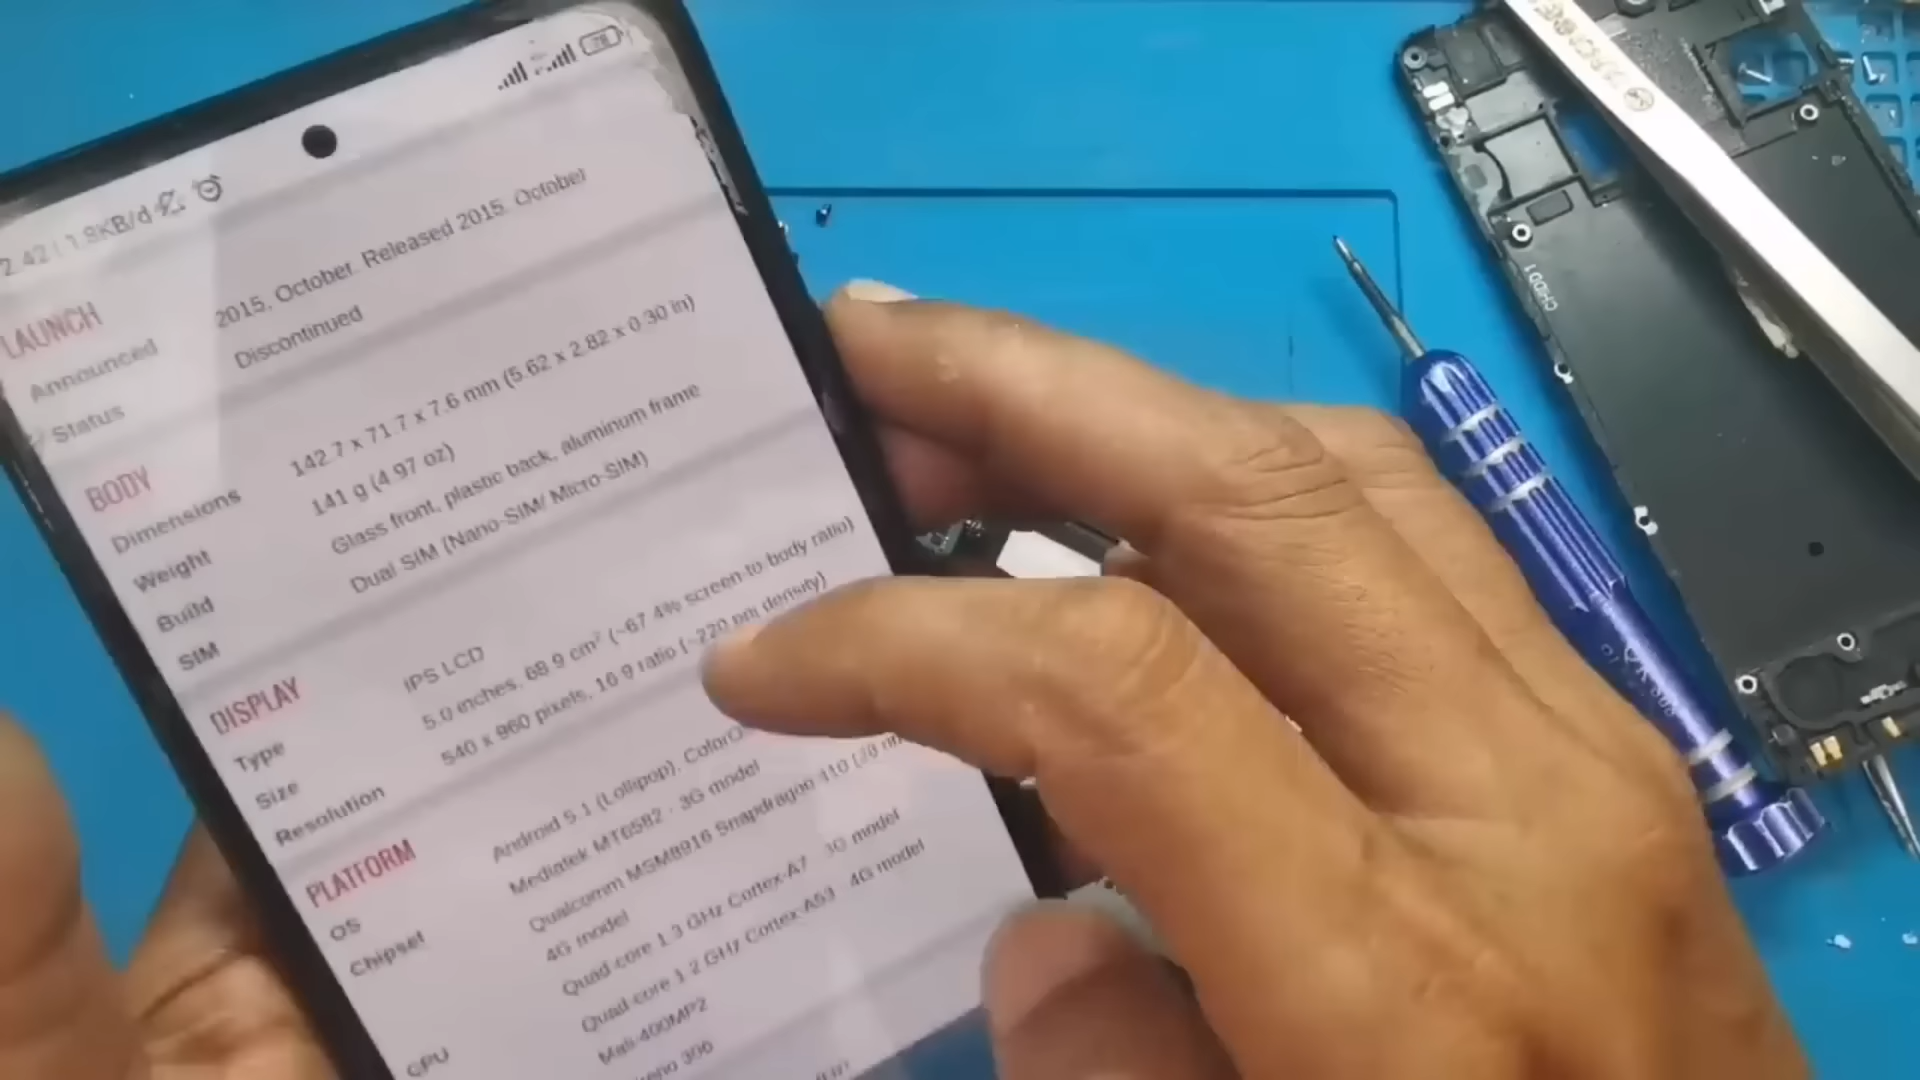 2.42 | 1.8KB/d
78
LAUNCH
Announced 2015, October. Released 2015, October
Status Discontinued
BODY
Dimensions 142.7 x 71.7 x 7.6 mm (5.62 x 2.82 x 0.30 in)
Weight 141 g (4.97 oz)
Build Glass front, plastic back, aluminum frame
SIM Dual SIM (Nano-SIM/ Micro-SIM)
DISPLAY
Type IPS LCD
Size 5.0 inches, 68.9 cm² (~67.4% screen-to-body ratio)
Resolution 540 x 960 pixels, 16:9 ratio (~220 ppi density)
PLATFORM
OS Android 5.1 (Lollipop), ColorO
Chipset Mediatek MT6582 - 3G model
Qualcomm MSM8916 Snapdragon 410 (28
4G model
CPU Quad-core 1.3 GHz Cortex-A7 - 3G model
Quad-core 1.2 GHz Cortex-A53 - 4G model
Mali-400MP2
306
CHDD1